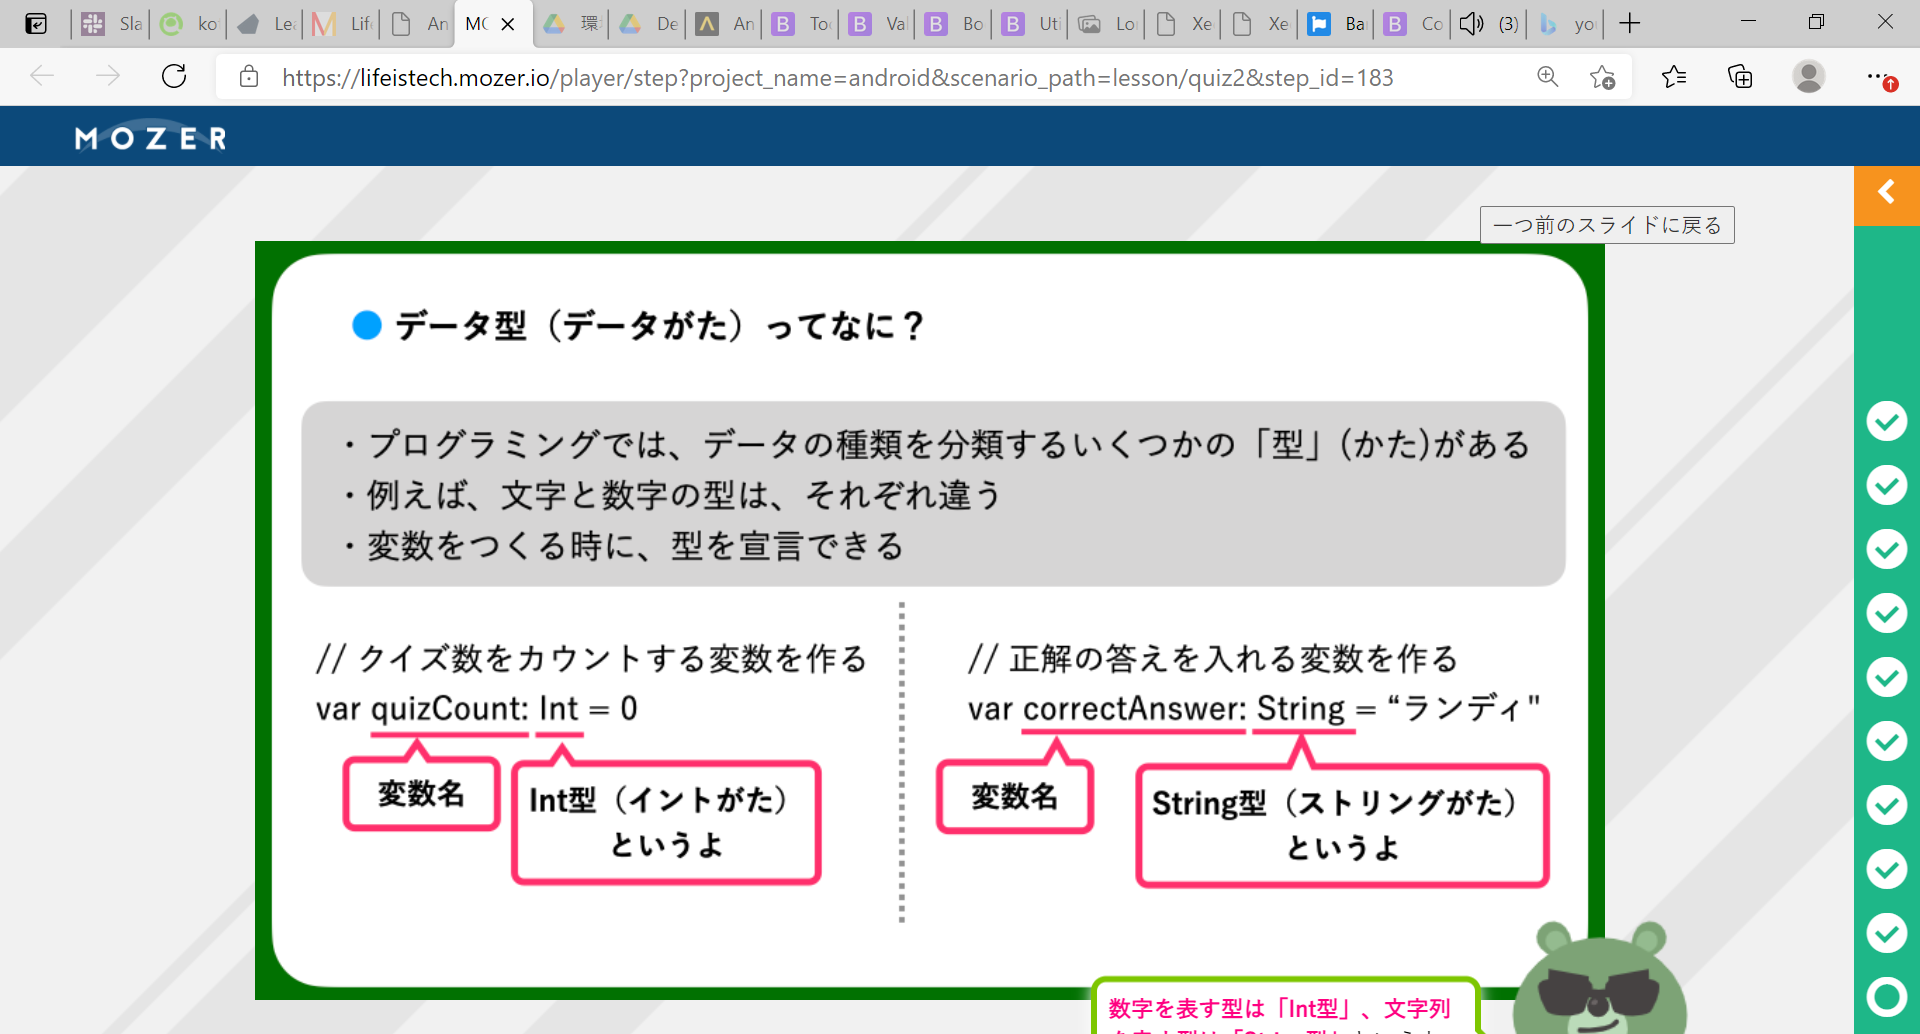 Sla
ko
Lea
Life
An
MO
環
De
An
Too
Val
Bo
Uti
Lo
Xe
Xe
Ba
Co
(3)
yo
https://lifeistech.mozer.io/player/step?project_name=android&scenario_path=lesson/quiz2&step_id=183
MOZER
一つ前のスライドに戻る
データ型（データがた）ってなに？
・プログラミングでは、データの種類を分類するいくつかの「型」(かた)がある
・例えば、文字と数字の型は、それぞれ違う
・変数をつくる時に、型を宣言できる
// クイズ数をカウントする変数を作る
var quizCount: Int = 0
変数名
Int型（イントがた）
というよ
// 正解の答えを入れる変数を作る
var correctAnswer: String = “ランディ"
変数名
String型（ストリングがた）
というよ
数字を表す型は「Int型」、文字列